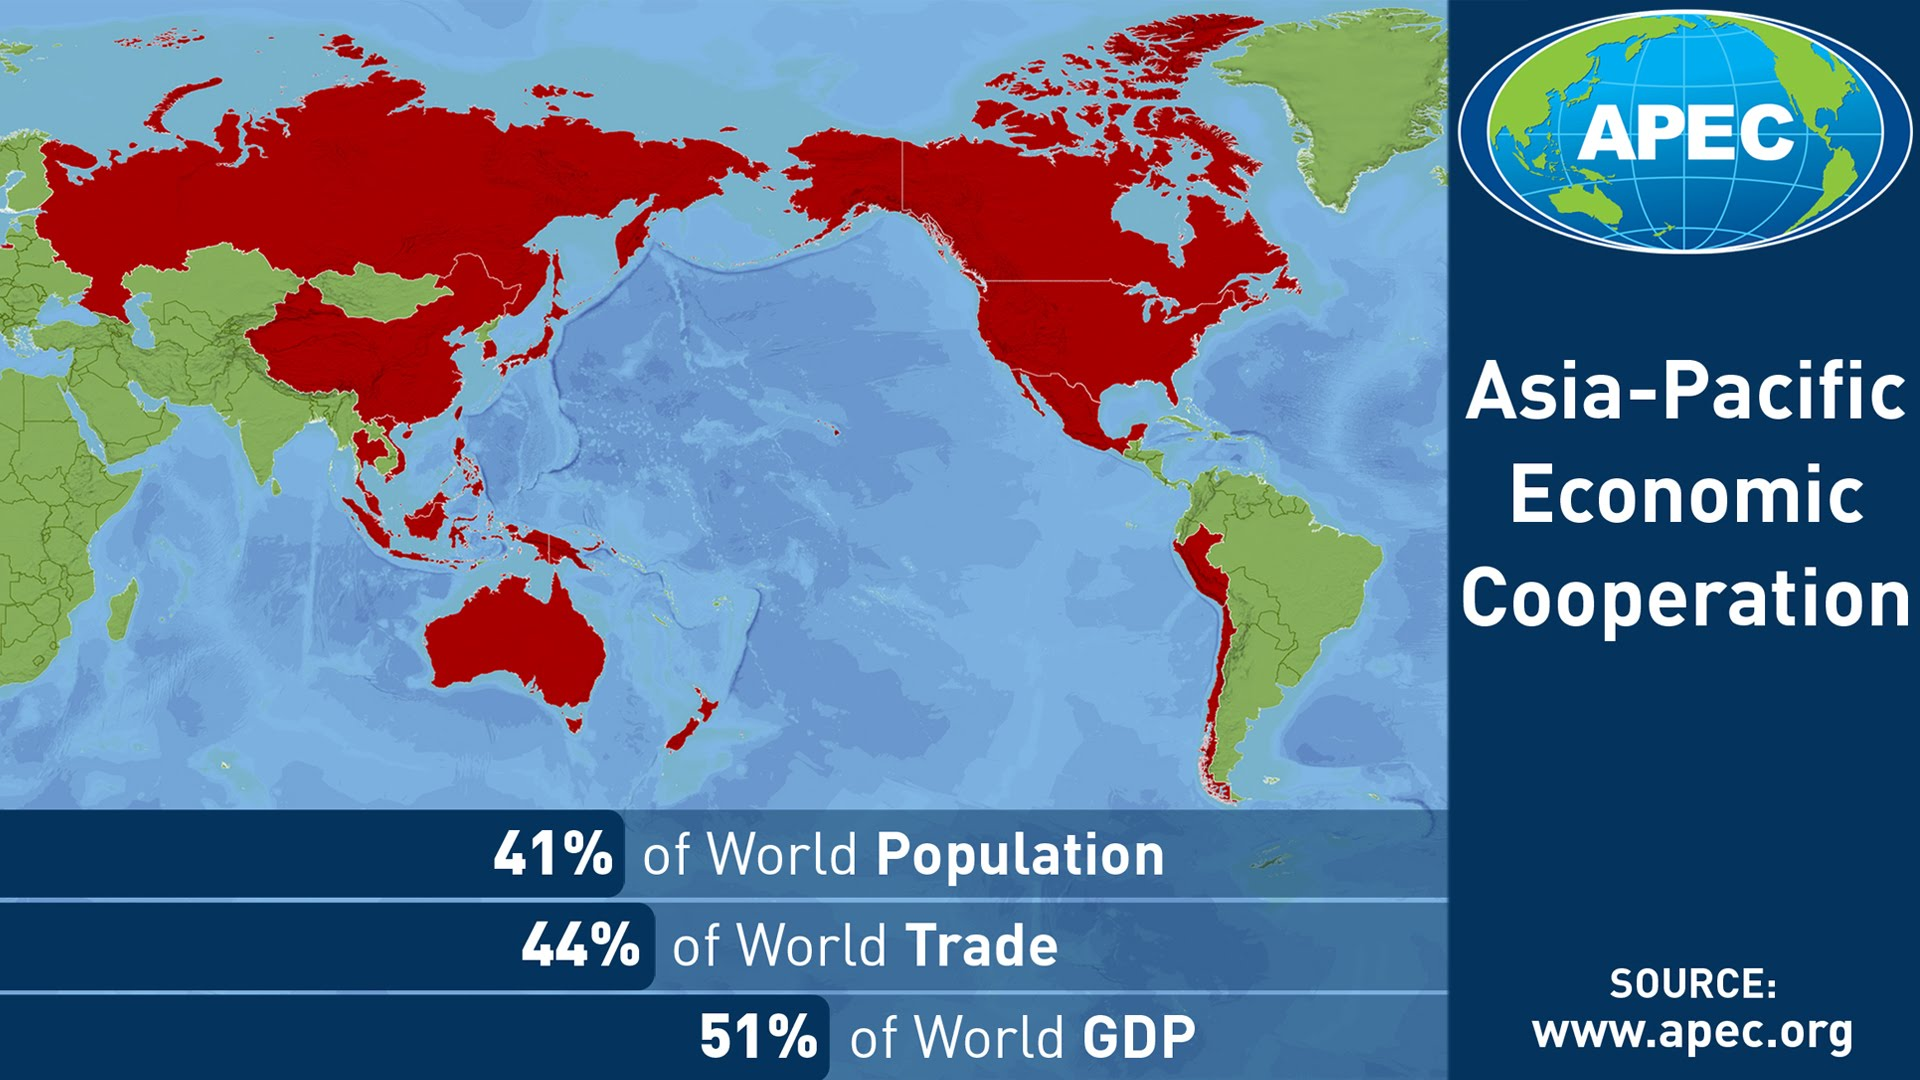 APEC
Asia-Pacific
Economic
Cooperation
41% of World Population
44% of World Trade
51% of World GDP
SOURCE:
www.apec.org